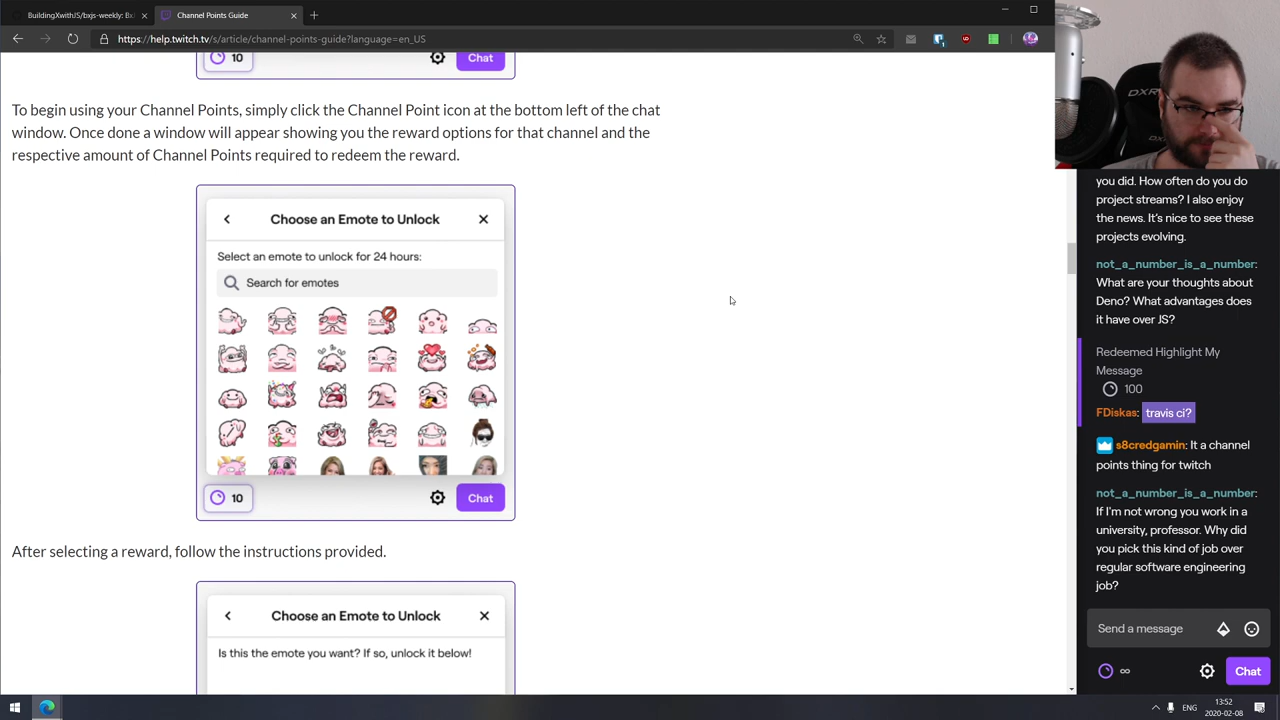 BuildingXwithJS/bxjs-weekly: Bx
Channel Points Guide
https://help.twitch.tv/s/article/channel-points-guide?language=en_US
10
Chat
To begin using your Channel Points, simply click the Channel Point icon at the bottom left of the chat
window. Once done a window will appear showing you the reward options for that channel and the
respective amount of Channel Points required to redeem the reward.
Choose an Emote to Unlock
Select an emote to unlock for 24 hours:
Search for emotes
10
Chat
After selecting a reward, follow the instructions provided.
Choose an Emote to Unlock
Is this the emote you want? If so, unlock it below!
DXR
you did. How often do you do
project streams? I also enjoy
the news. It's nice to see these
projects evolving.
not_a_number_is_a_number:
What are your thoughts about
Deno? What advantages does
it have over JS?
Redeemed Highlight My
Message
100
FDiskas: travis ci?
s8credgamin: It a channel
points thing for twitch
not_a_number_is_a_number:
If I'm not wrong you work in a
university, professor. Why did
you pick this kind of job over
regular software engineering
job?
Send a message
∞
Chat
ENG
13:52
2020-02-08